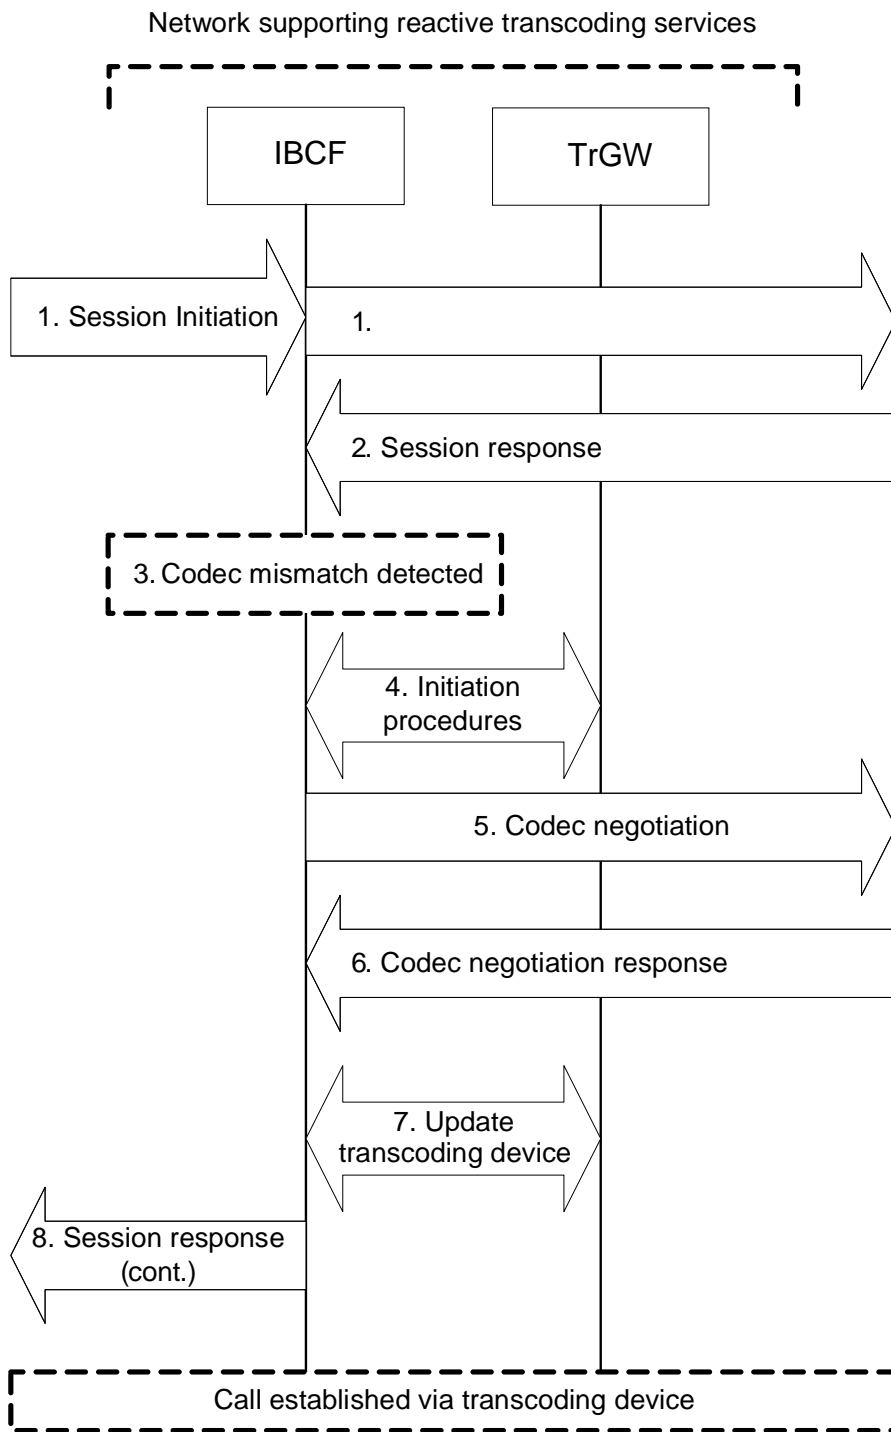 Network supporting reactive transcoding services
IBCF
TrGW
1. Session Initiation
1.
2. Session response
3. Codec mismatch detected
4. Initiation
procedures
5. Codec negotiation
6. Codec negotiation response
7. Update
transcoding device
8. Session response
(cont.)
Call established via transcoding device